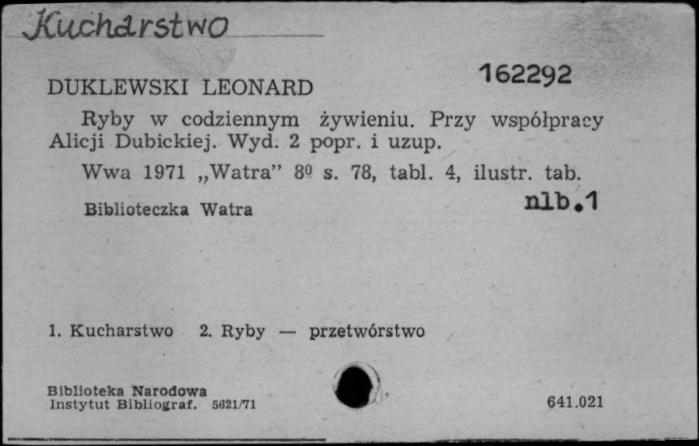 Kucharstwo
162292
DUKLEWSKI LEONARD
Ryby w codziennym żywieniu. Przy współpracy
Alicji Dubickiej. Wyd. 2 popr. i uzup.
Wwa 1971 „Watra” 8º s. 78, tabl. 4, ilustr. tab.
Biblioteczka Watra
nlb.1
1. Kucharstwo 2. Ryby — przetwórstwo
Biblioteka Narodowa
Instytut Bibliograf. 5621/71
641.021